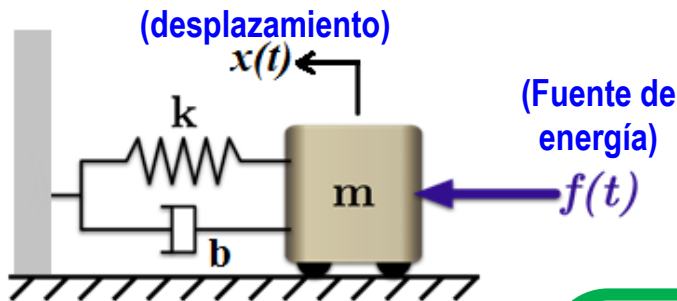 (desplazamiento)
x(t)
(Fuente de
energía)
k
m
f(t)
b